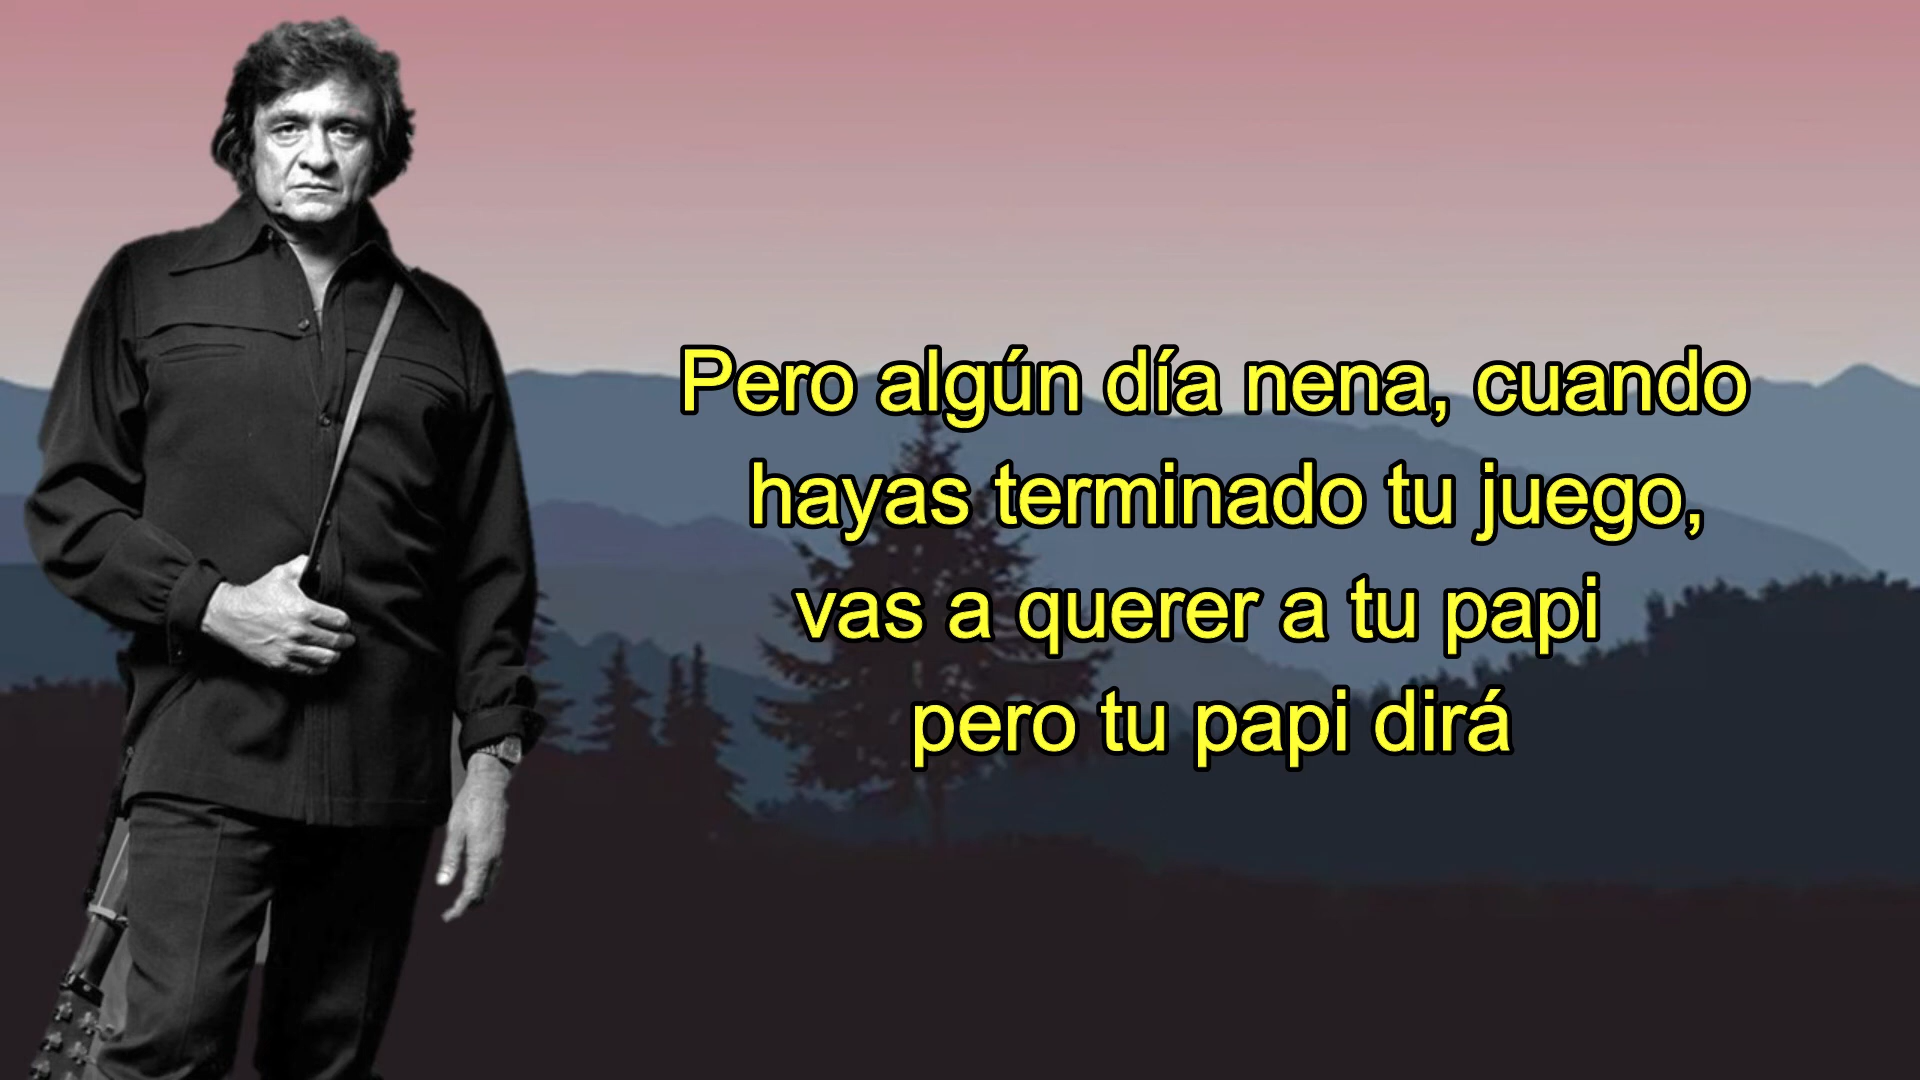 Pero algún día nena, cuando
hayas terminado tu juego,
vas a querer a tu papi
pero tu papi dirá